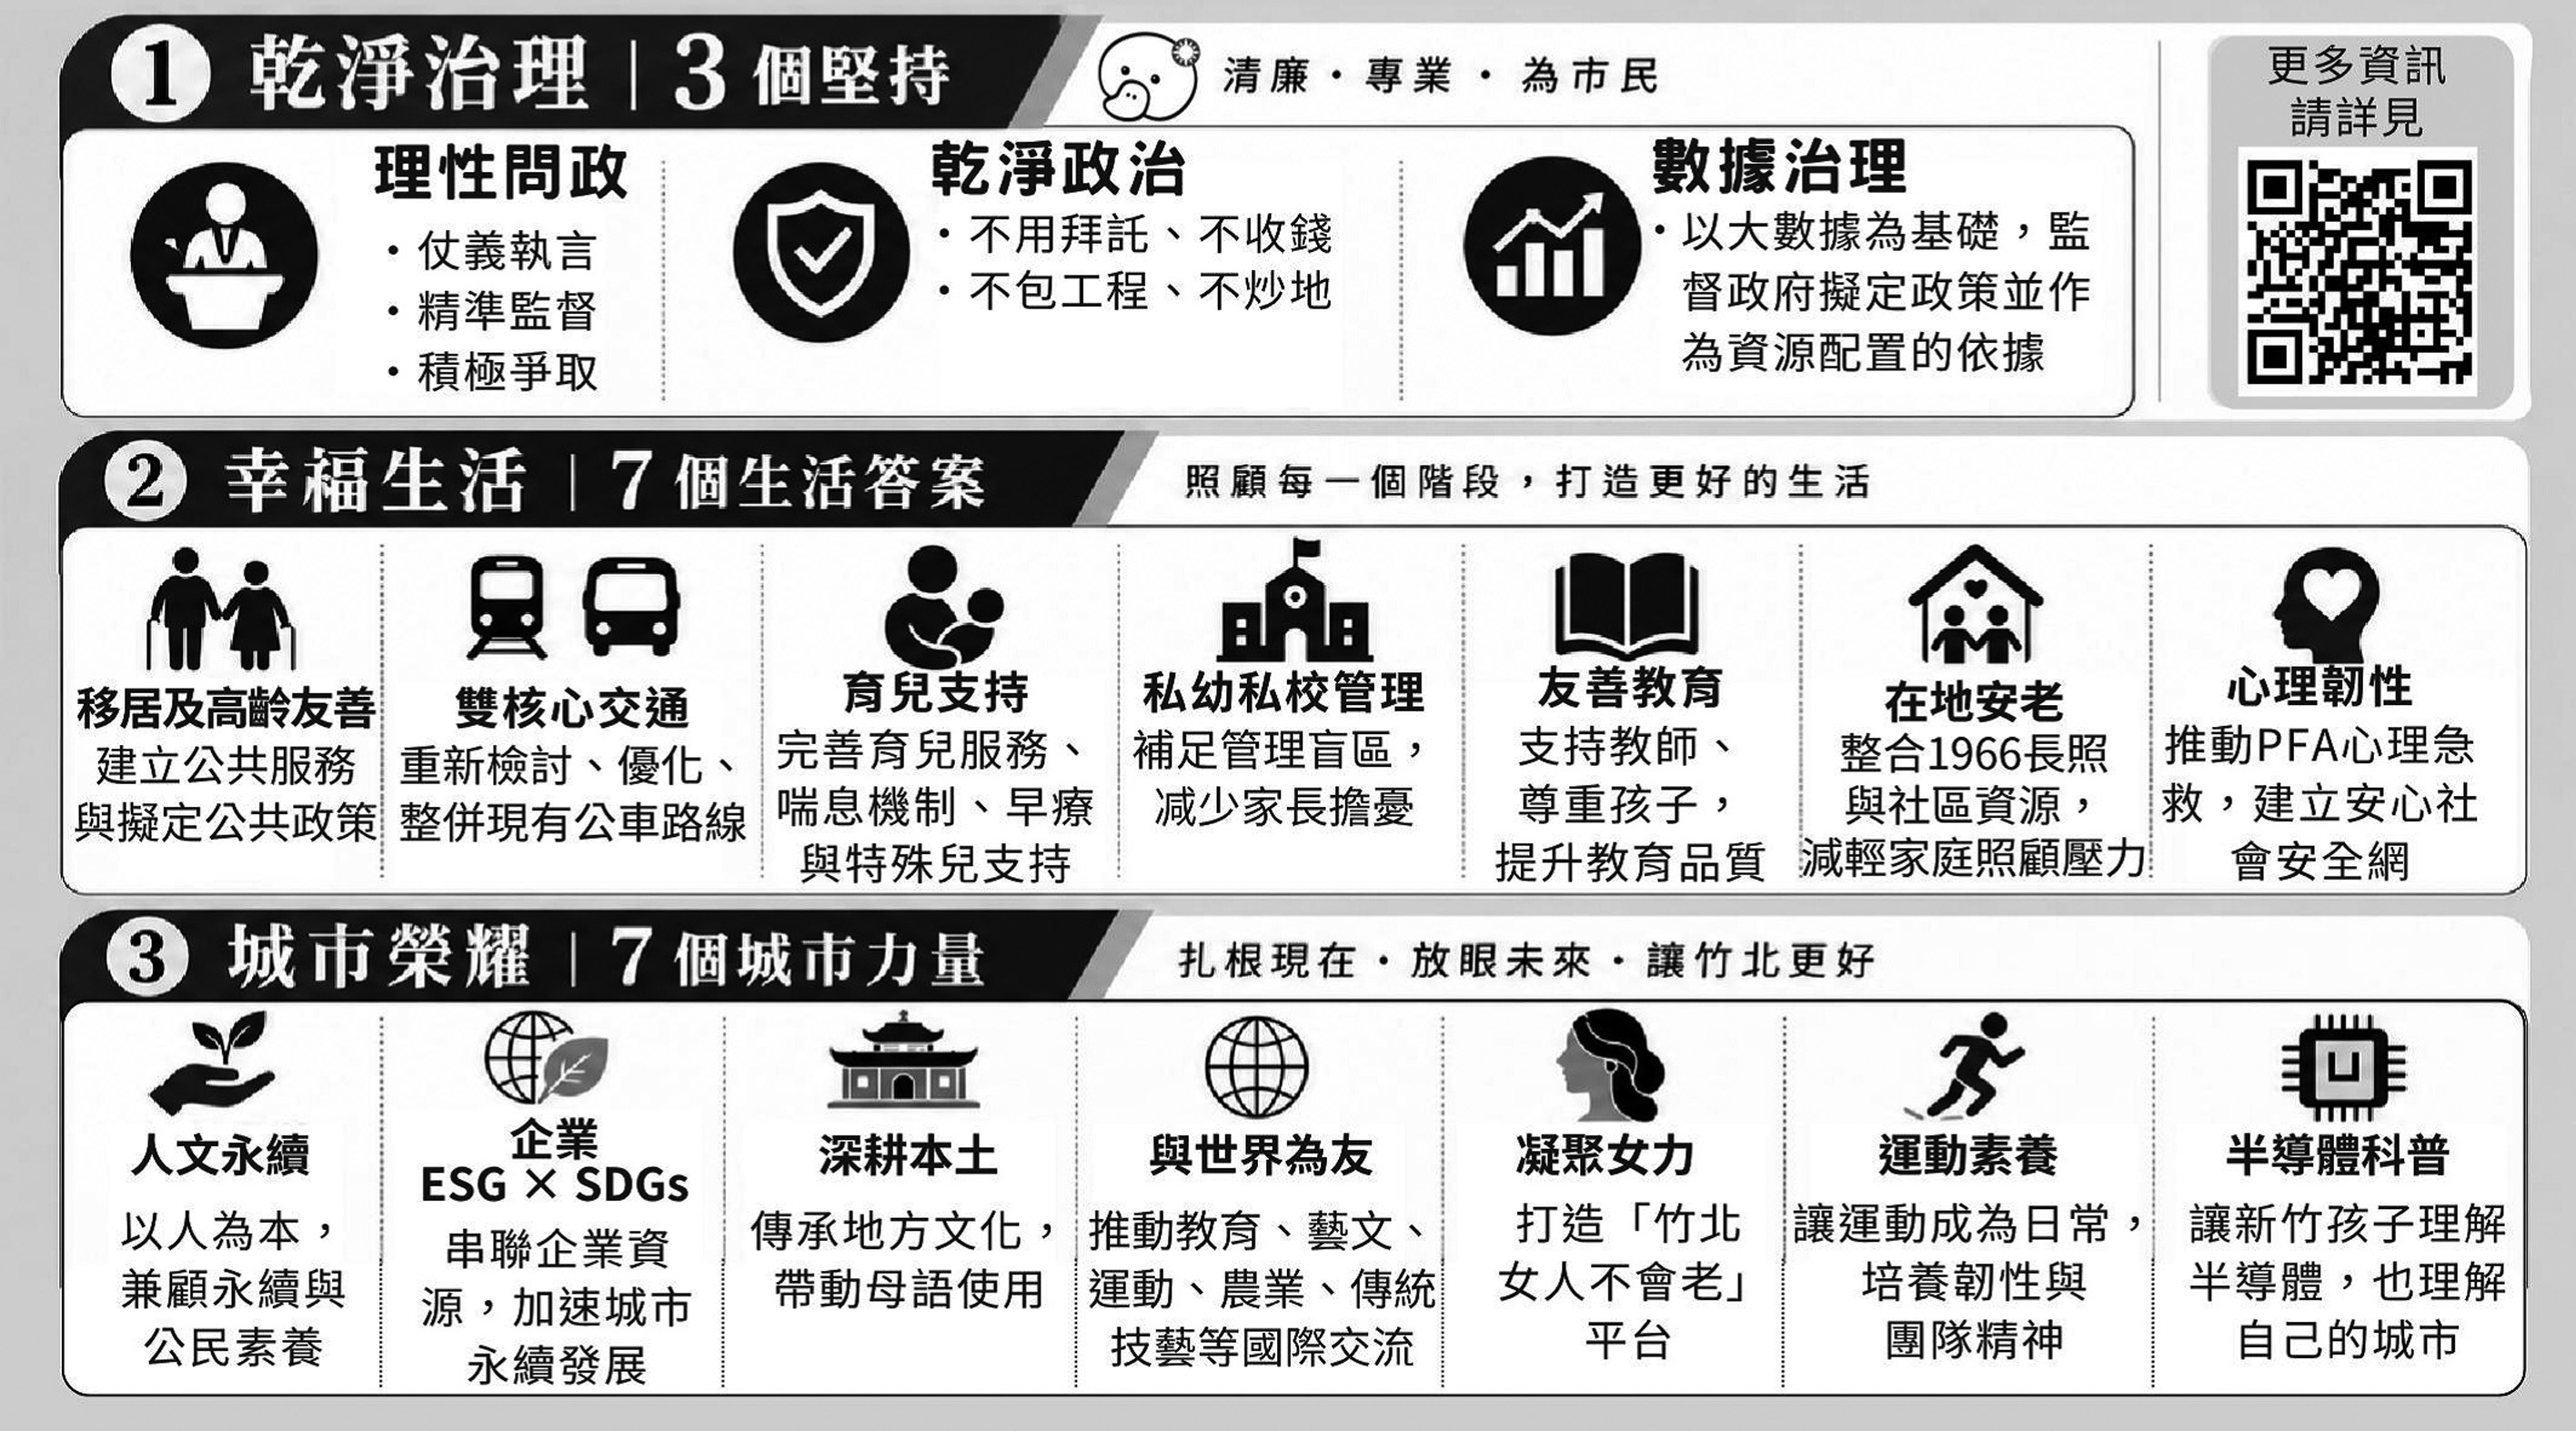 1 乾淨治理 | 3 個堅持
清廉・專業・為市民
更多資訊
請詳見
理性問政
・仗義執言
・精準監督
・積極爭取
乾淨政治
・不用拜託、不收錢
・不包工程、不炒地
數據治理
・以大數據為基礎，監
督政府擬定政策並作
為資源配置的依據
2 幸福生活 | 7 個生活答案
照顧每一個階段，打造更好的生活
移居及高齡友善
建立公共服務
與擬定公共政策
雙核心交通
重新檢討、優化、
整併現有公車路線
育兒支持
完善育兒服務、
喘息機制、早療
與特殊兒支持
私幼私校管理
補足管理盲區，
減少家長擔憂
友善教育
支持教師、
尊重孩子，
提升教育品質
在地安老
整合1966長照
與社區資源，
減輕家庭照顧壓力
心理韌性
推動PFA心理急
救，建立安心社
會安全網
3 城市榮耀 | 7 個城市力量
扎根現在・放眼未來・讓竹北更好
人文永續
以人為本，
兼顧永續與
公民素養
企業
ESG × SDGs
串聯企業資
源，加速城市
永續發展
深耕本土
傳承地方文化，
帶動母語使用
與世界為友
推動教育、藝文、
運動、農業、傳統
技藝等國際交流
凝聚女力
打造「竹北
女人不會老」
平台
運動素養
讓運動成為日常，
培養韌性與
團隊精神
半導體科普
讓新竹孩子理解
半導體，也理解
自己的城市